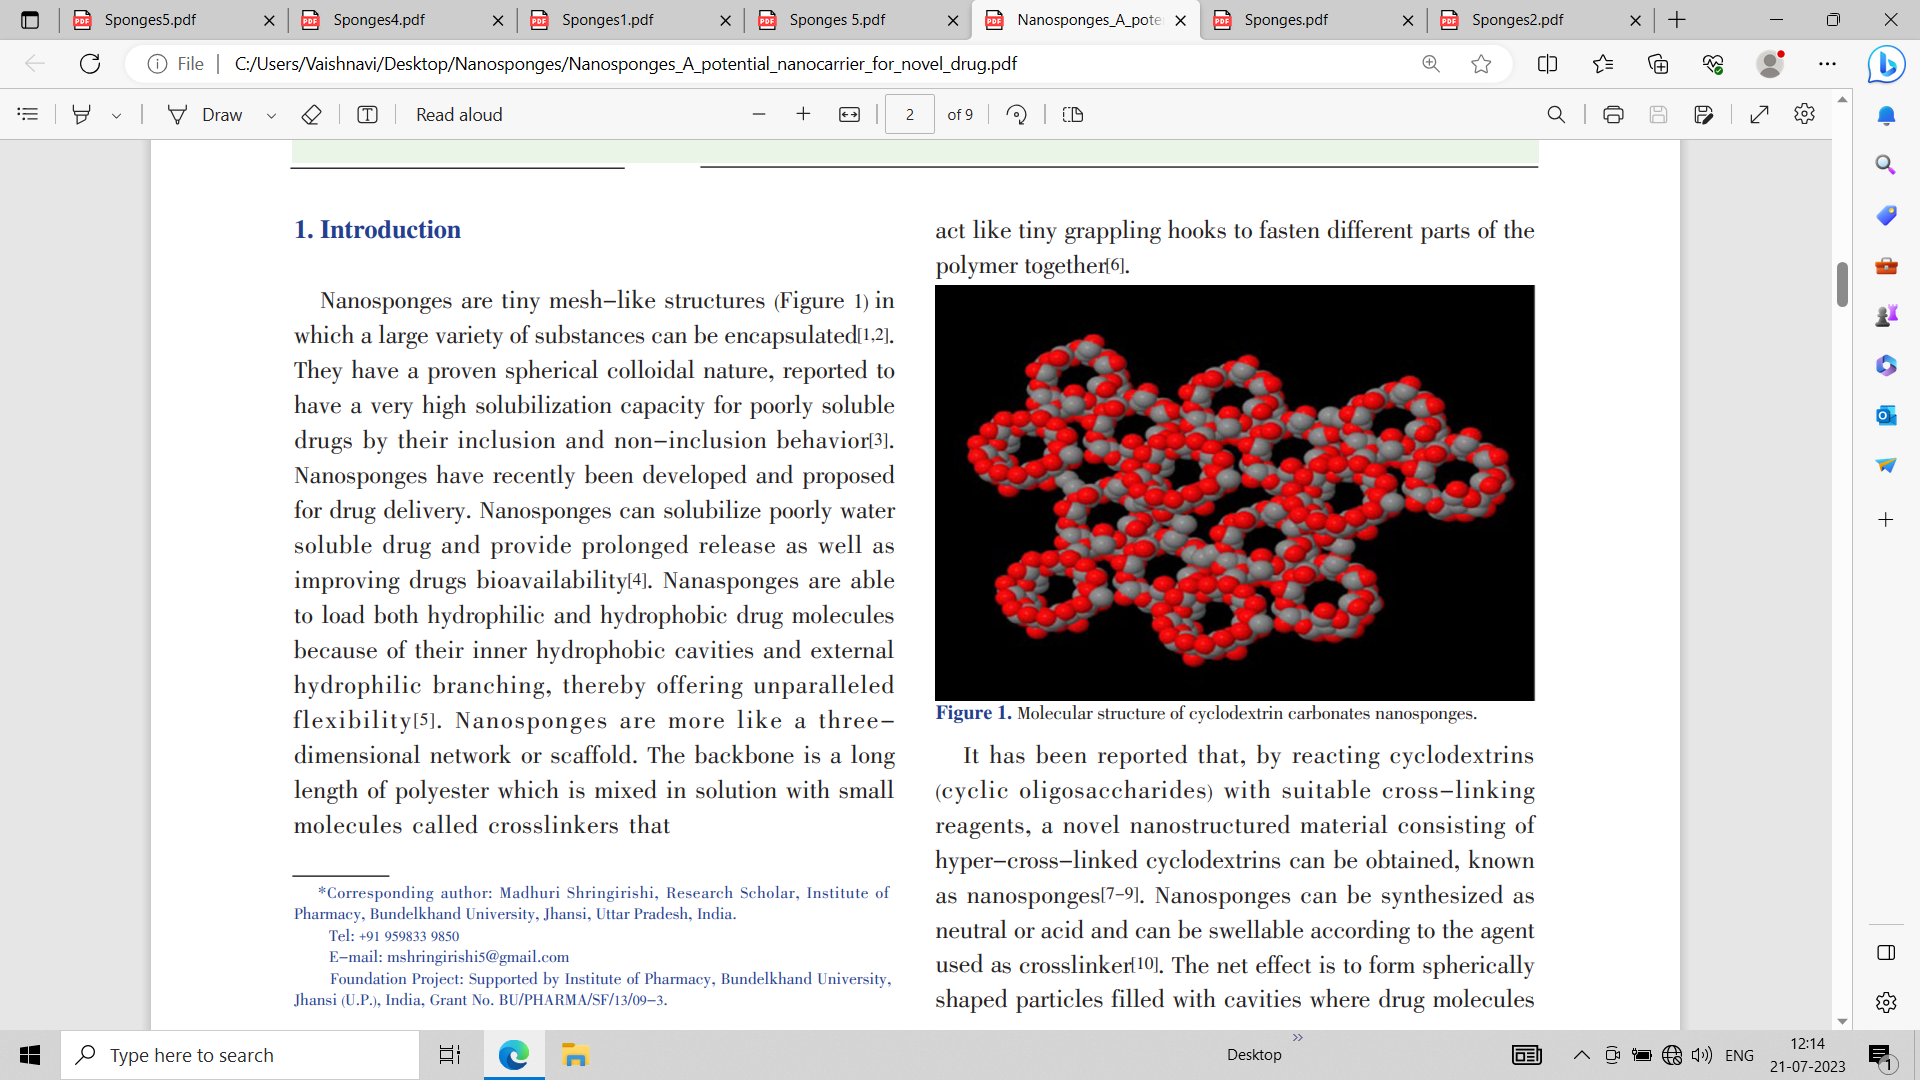 Sponges5.pdf
Sponges4.pdf
Sponges1.pdf
Sponges 5.pdf
Nanosponges_A_pote
Sponges.pdf
Sponges2.pdf
File
C:/Users/Vaishnavi/Desktop/Nanosponges/Nanosponges_A_potential_nanocarrier_for_novel_drug.pdf
Draw
Read aloud
2
of 9
1. Introduction
Nanosponges are tiny mesh-like structures (Figure 1) in
which a large variety of substances can be encapsulated[1,2].
They have a proven spherical colloidal nature, reported to
have a very high solubilization capacity for poorly soluble
drugs by their inclusion and non-inclusion behavior[3].
Nanosponges have recently been developed and proposed
for drug delivery. Nanosponges can solubilize poorly water
soluble drug and provide prolonged release as well as
improving drugs bioavailability[4]. Nanasponges are able
to load both hydrophilic and hydrophobic drug molecules
because of their inner hydrophobic cavities and external
hydrophilic branching, thereby offering unparalleled
flexibility[5]. Nanosponges are more like a three-
dimensional network or scaffold. The backbone is a long
length of polyester which is mixed in solution with small
molecules called crosslinkers that
*Corresponding author: Madhuri Shringirishi, Research Scholar, Institute of
Pharmacy, Bundelkhand University, Jhansi, Uttar Pradesh, India.
Tel: +91 959833 9850
E-mail: mshringirishi5@gmail.com
Foundation Project: Supported by Institute of Pharmacy, Bundelkhand University,
Jhansi (U.P.), India, Grant No. BU/PHARMA/SF/13/09-3.
act like tiny grappling hooks to fasten different parts of the
polymer together[6].
Figure 1. Molecular structure of cyclodextrin carbonates nanosponges.
It has been reported that, by reacting cyclodextrins
(cyclic oligosaccharides) with suitable cross-linking
reagents, a novel nanostructured material consisting of
hyper-cross-linked cyclodextrins can be obtained, known
as nanosponges[7-9]. Nanosponges can be synthesized as
neutral or acid and can be swellable according to the agent
used as crosslinker[10]. The net effect is to form spherically
shaped particles filled with cavities where drug molecules
Type here to search
Desktop
ENG
12:14
21-07-2023
1